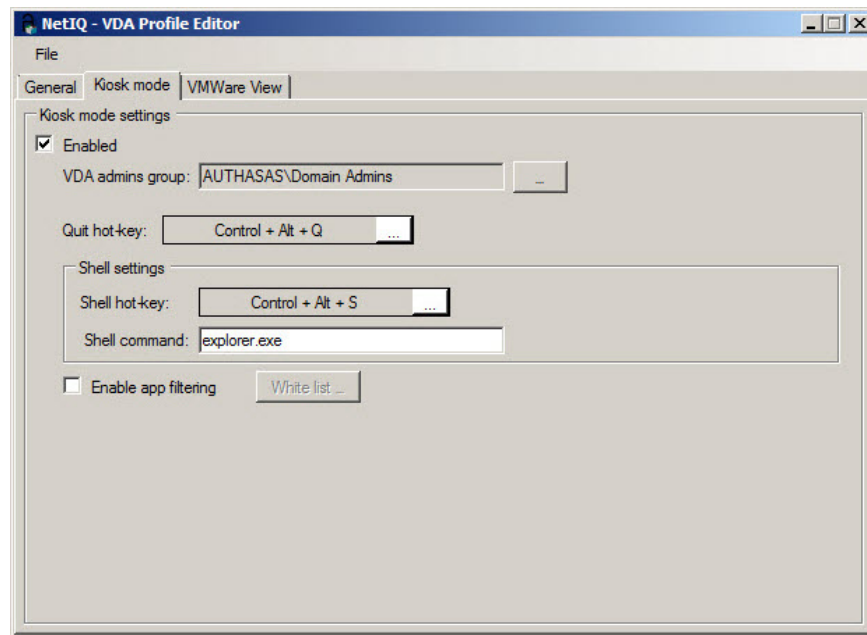 NetIQ - VDA Profile Editor
File
General Kiosk mode VMWare View
Kiosk mode settings
Enabled
VDA admins group: AUTHASAS\Domain Admins ...
Quit hot-key: Control + Alt + Q ...
Shell settings
Shell hot-key: Control + Alt + S ...
Shell command: explorer.exe
Enable app filtering White list ...